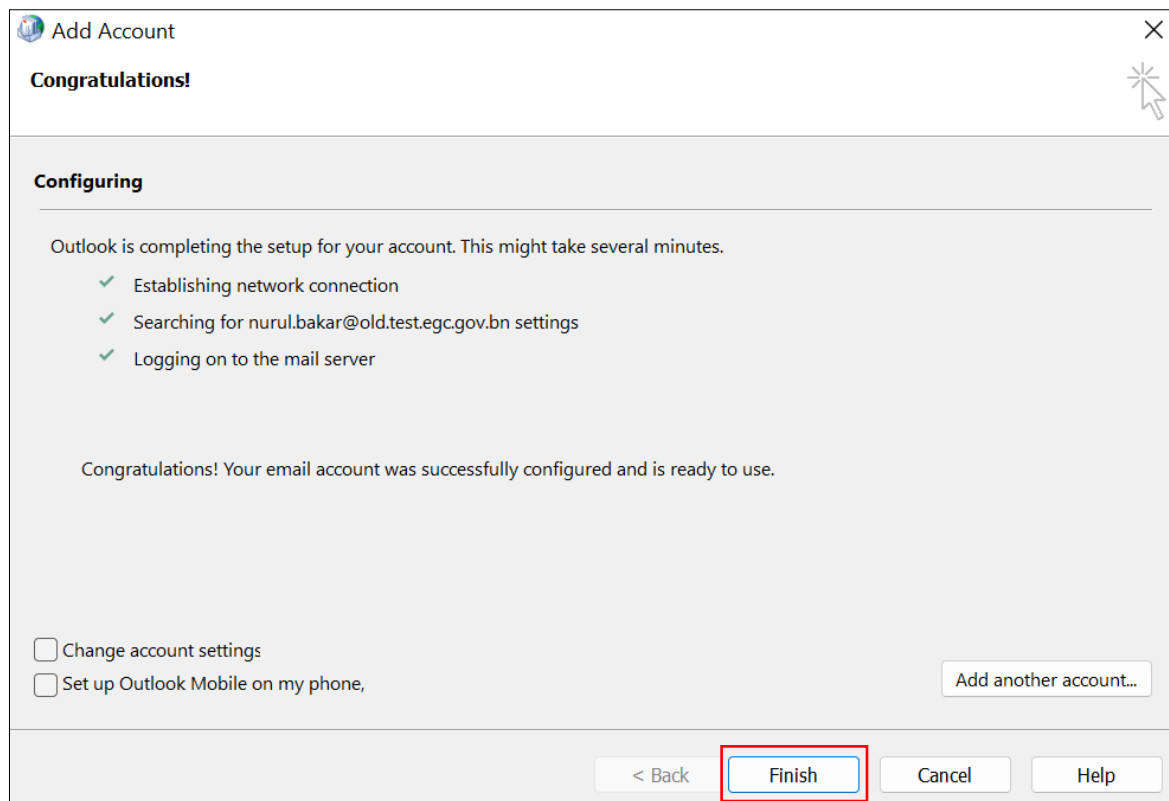 Add Account
Congratulations!
Configuring
Outlook is completing the setup for your account. This might take several minutes.
Establishing network connection
Searching for nurul.bakar@old.test.egc.gov.bn settings
Logging on to the mail server
Congratulations! Your email account was successfully configured and is ready to use.
Change account settings
Set up Outlook Mobile on my phone,
Add another account...
< Back Finish Cancel Help